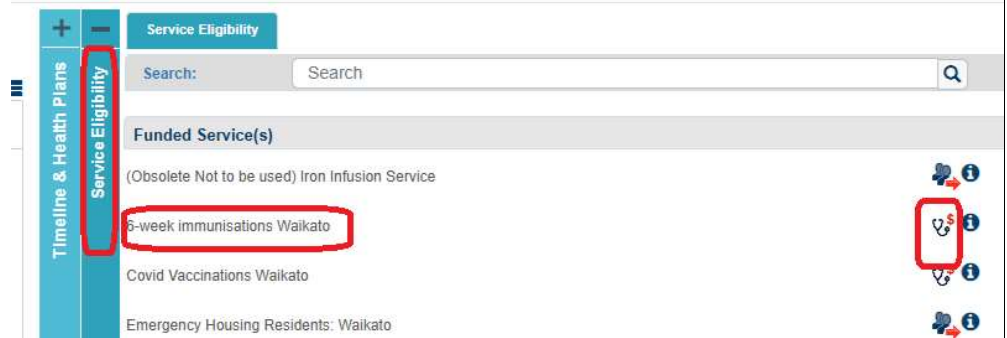 Timeline & Health Plans
Service Eligibility
Service Eligibility
Search: Search
Funded Service(s)
(Obsolete Not to be used) Iron Infusion Service
6-week immunisations Waikato
Covid Vaccinations Waikato
Emergency Housing Residents: Waikato